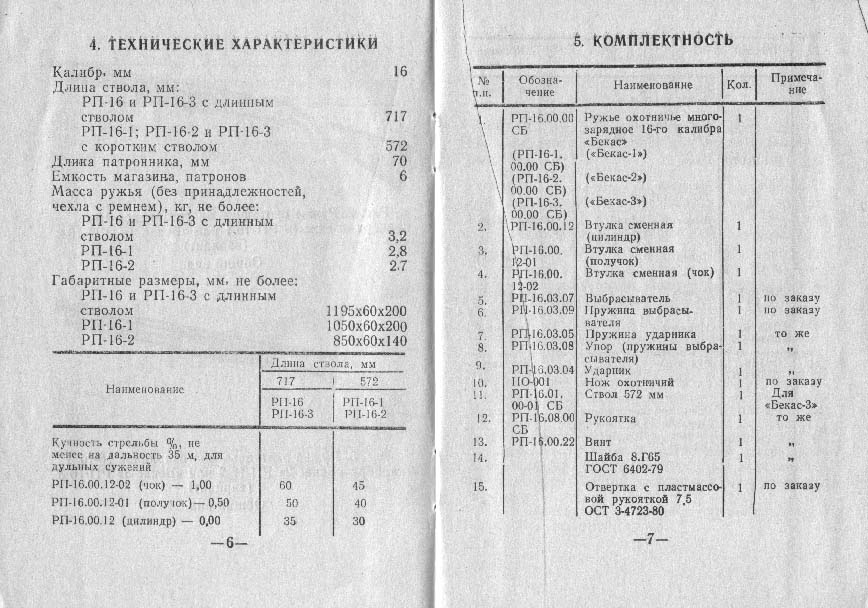 4. ТЕХНИЧЕСКИЕ ХАРАКТЕРИСТИКИ
Калибр, мм 16
Длина ствола, мм:
РП-16 и РП-16-3 с длинным
стволом 717
РП-16-1; РП-16-2 и РП-16-3
с коротким стволом 572
Длина патронника, мм 70
Емкость магазина, патронов 6
Масса ружья (без принадлежностей,
чехла с ремнем), кг, не более:
РП-16 и РП-16-3 с длинным
стволом 3,2
РП-16-1 2,8
РП-16-2 2.7
Габаритные размеры, мм, не более:
РП-16 и РП-16-3 с длинным
стволом 1195х60х200
РП-16-1 1050х60х200
РП-16-2 850х60х140
Наименование
Длина ствола, мм
717 572
РП-16 РП-16-1
РП-16-3 РП-16-2
Кучность стрельбы %, не
менее на дальность 35 м, для
дульных сужений
РП-16.00.12-02 (чок) — 1,00 60 45
РП-16.00.12-01 (получок)— 0,50 50 40
РП-16.00.12 (цилиндр) — 0,00 35 30
—6—
5. КОМПЛЕКТНОСТЬ
№ п.п. Обозна-чение Наименование Кол. Примеча-ние
1. РП-16.00.00 Ружье охотничье много- 1
СБ зарядное 16-го калибра
«Бекас»
(РП-16-1. («Бекас-1»)
00.00 СБ)
(РП-16-2. («Бекас-2»)
00.00 СБ)
(РП-16-3. («Бекас-3»)
00.00 СБ)
2. РП-16.00.12 Втулка сменная 1
(цилиндр)
3. РП-16.00. Втулка сменная 1
12-01 (получок)
4. РП-16.00. Втулка сменная (чок) 1
12-02
5. РП-16.03.07 Выбрасыватель 1 по заказу
6. РП-16.03.09 Пружина выбрасы- 1 по заказу
вателя
7. РП-16.03.05 Пружина ударника 1 то же
8. РП-16.03.08 Упор (пружины выбра- 1 „
сывателя)
9. РП-16.03.04 Ударник 1 „
10. НО-001 Нож охотничий 1 по заказу
11. РП-16.01. Ствол 572 мм 1 Для
00-01 СБ «Бекас-3»
12. РП-16.08.00 Рукоятка 1 то же
СБ
13. РП-16.00.22 Винт 1 „
14. Шайба 8.Г65 1 „
ГОСТ 6402-79
15. Отвертка с пластмассо- 1 по заказу
вой рукояткой 7,5
ОСТ 3-4723-80
—7—